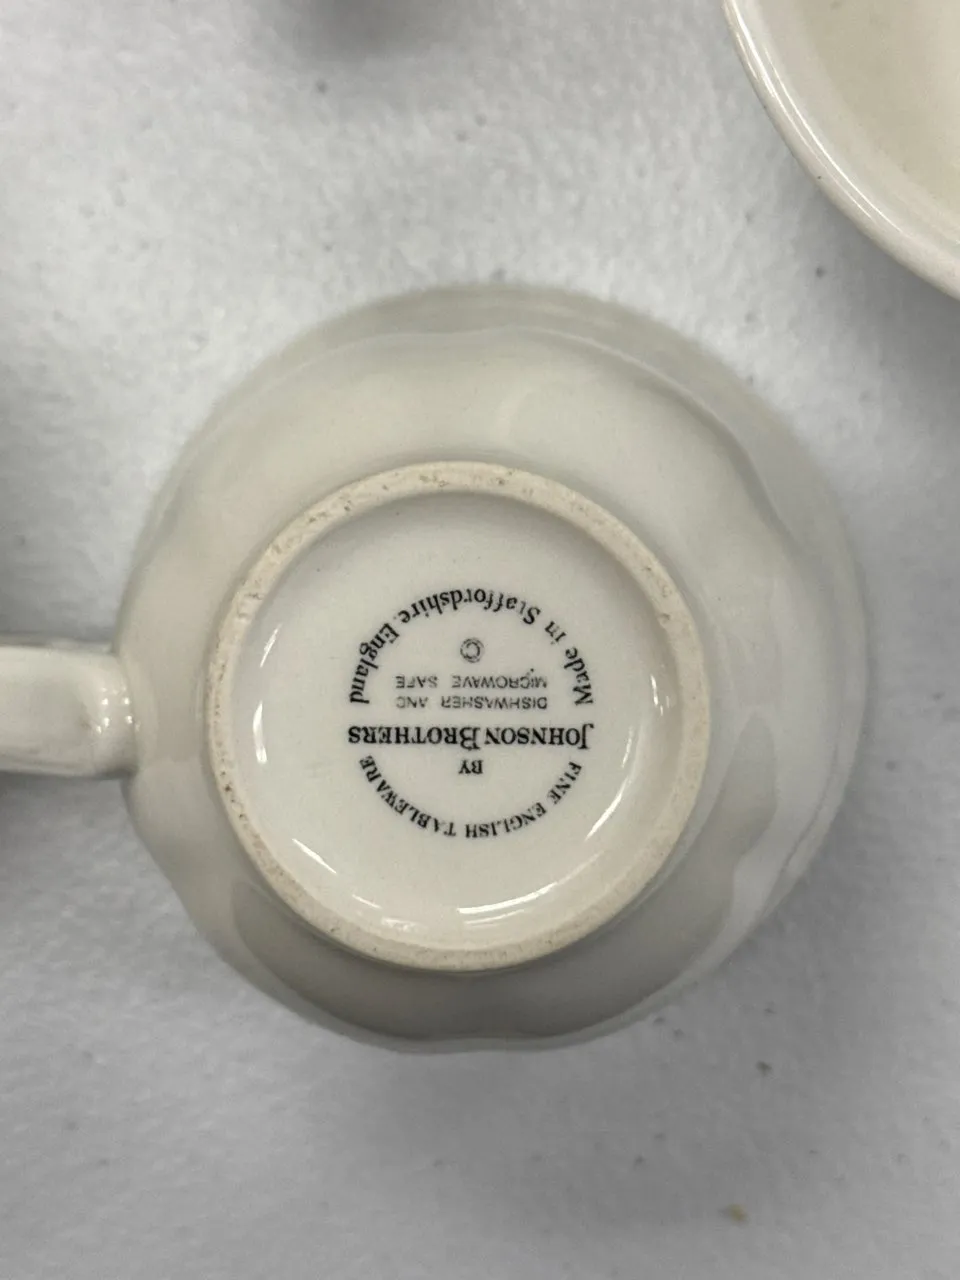 FINE ENGLISH TABLEWARE
BY
JOHNSON BROTHERS
DISHWASHER AND
MICROWAVE SAFE
©
Made in Staffordshire. England